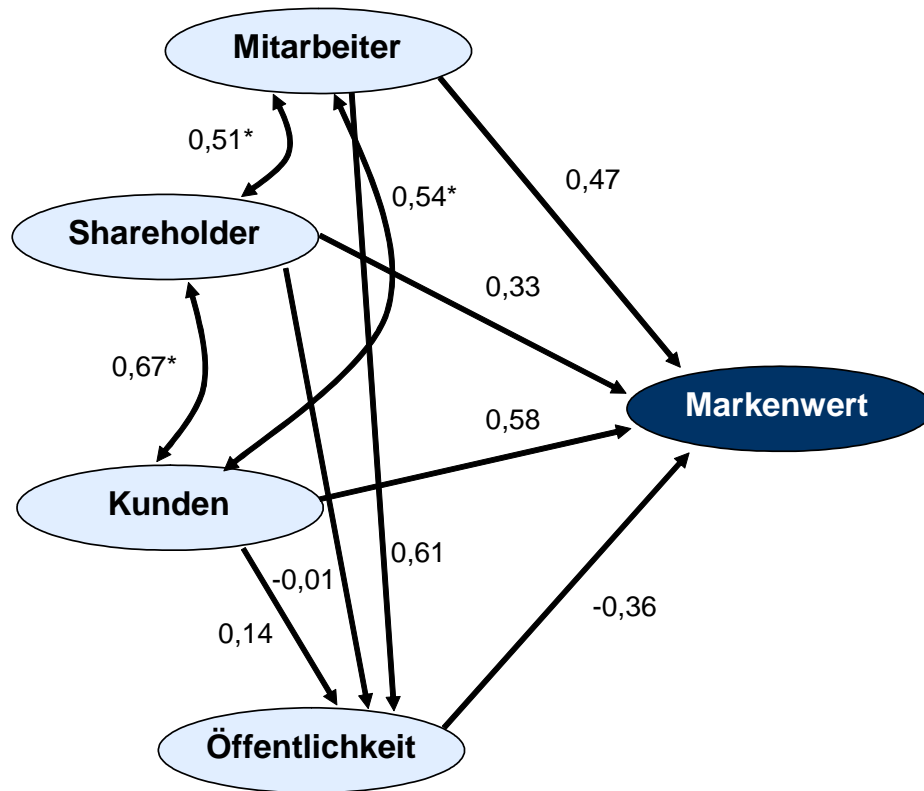 Mitarbeiter
0,51*
0,47
0,54*
Shareholder
0,33
0,67*
Markenwert
0,58
Kunden
0,61
-0,01
-0,36
0,14
Öffentlichkeit